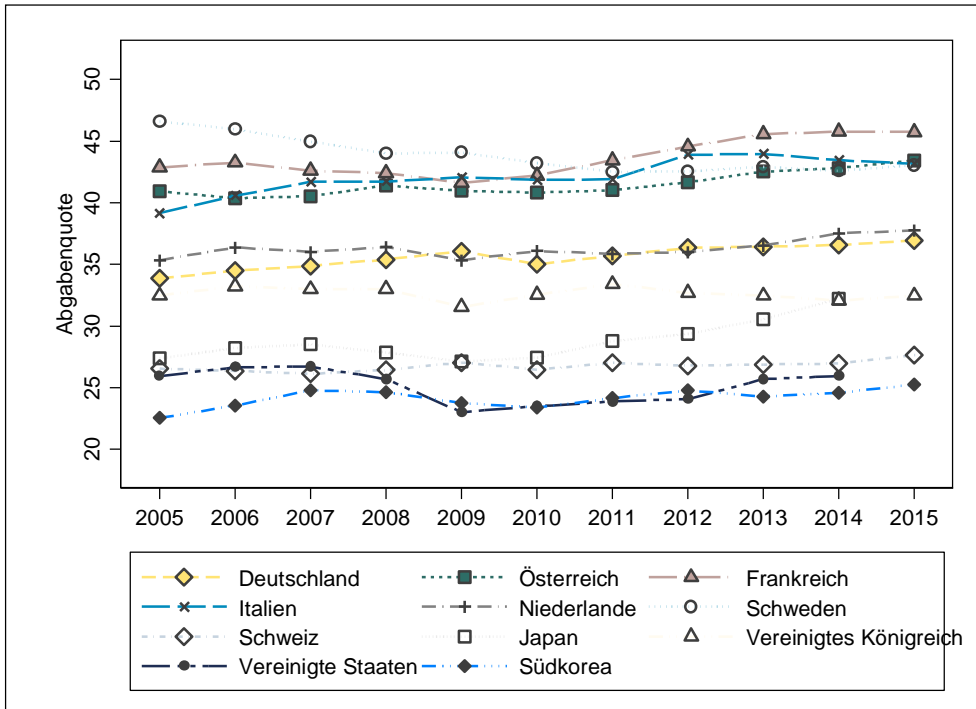 Abgabenquote
50
45
40
35
30
25
20
2005 2006 2007 2008 2009 2010 2011 2012 2013 2014 2015
Deutschland Österreich Frankreich
Italien Niederlande Schweden
Schweiz Japan Vereinigtes Königreich
Vereinigte Staaten Südkorea